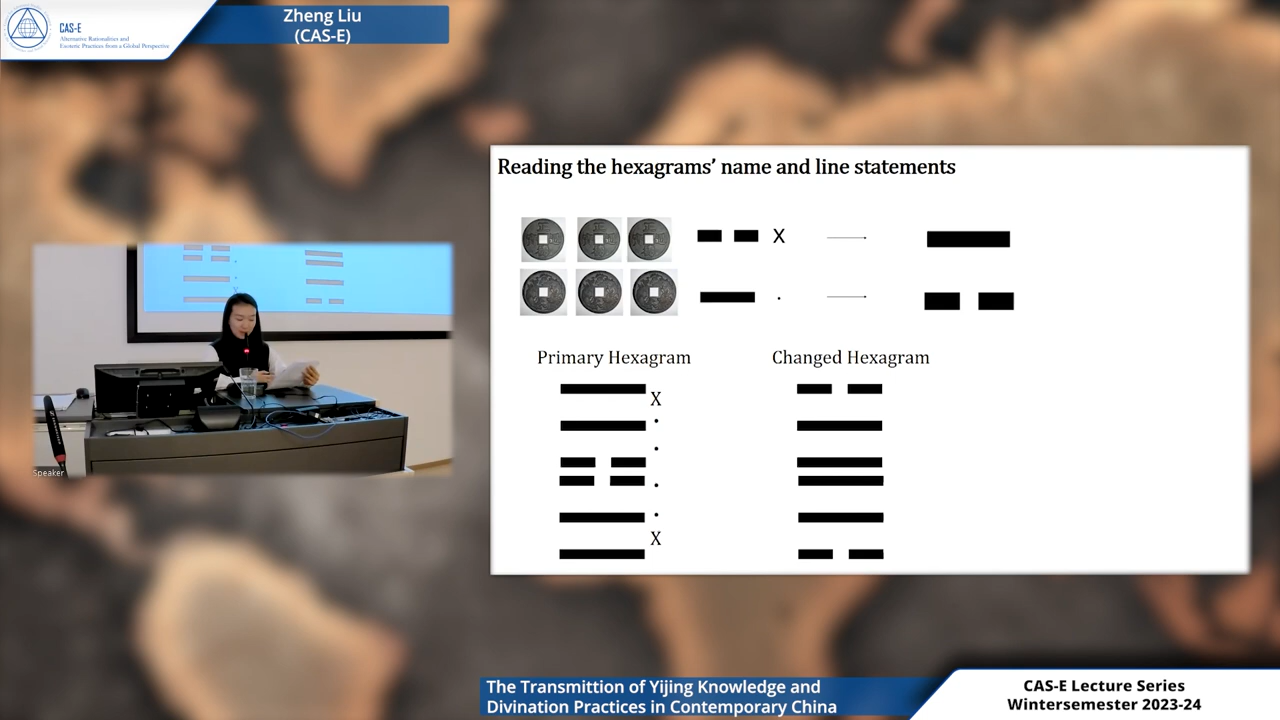 CAS-E
Alternative Rationalities and
Esoteric Practices from a Global Perspective
Zheng Liu
(CAS-E)
Reading the hexagrams’ name and line statements
X
.
Primary Hexagram
Changed Hexagram
X
.
.
.
.
X
Speaker
The Transmittion of Yijing Knowledge and
Divination Practices in Contemporary China
CAS-E Lecture Series
Wintersemester 2023-24